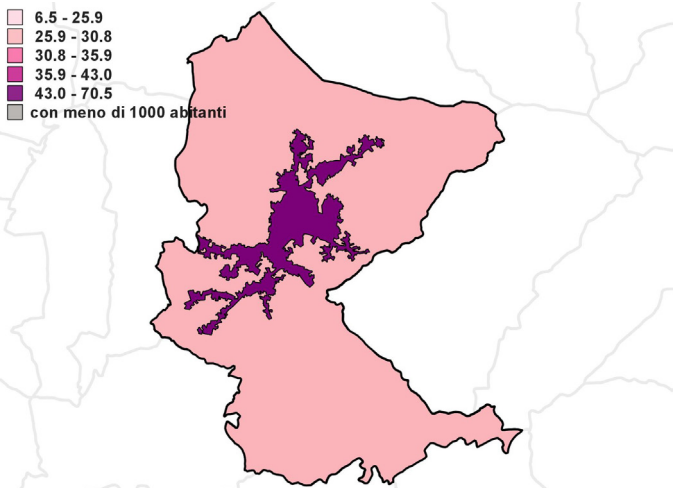 6.5 - 25.9
25.9 - 30.8
30.8 - 35.9
35.9 - 43.0
43.0 - 70.5
con meno di 1000 abitanti